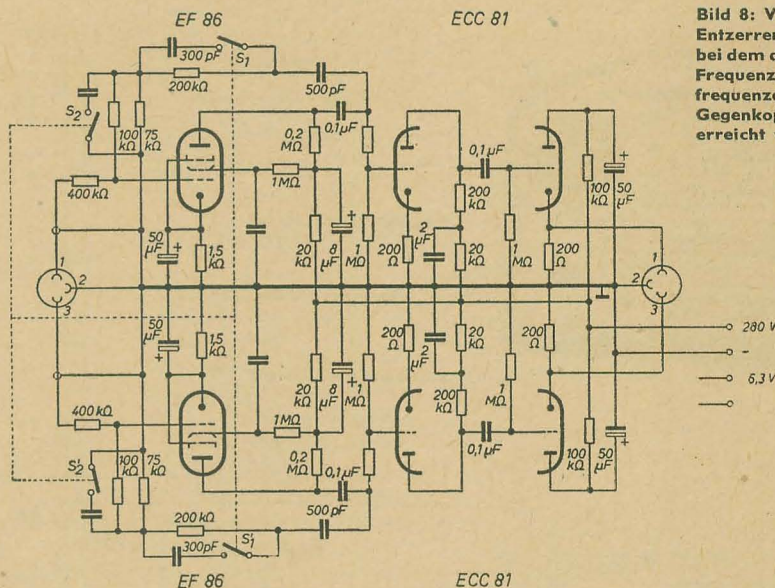 EF 86
ECC 81
Bild 8: V
Entzerren
bei dem d
Frequenz
frequenza
Gegenkop
erreicht
300 pF
S₁
200 kΩ
500 pF
S₂
100 kΩ
75 kΩ
0,1 µF
0,2 MΩ
400 kΩ
1 MΩ
0,1 µF
200 kΩ
100 kΩ
50 µF
50 µF
1,5 kΩ
20 kΩ
8 µF
1 MΩ
200 Ω
2 µF
20 kΩ
1 MΩ
200 Ω
1
2
3
1
2
3
280 V
-
6,3 V
50 µF
1,5 kΩ
20 kΩ
8 µF
1 MΩ
200 Ω
2 µF
20 kΩ
200 kΩ
1 MΩ
200 Ω
400 kΩ
1 MΩ
0,1 µF
100 kΩ
50 µF
S₂'
100 kΩ
75 kΩ
0,2 MΩ
0,1 µF
200 kΩ
500 pF
300 pF
S₁'
EF 86
ECC 81